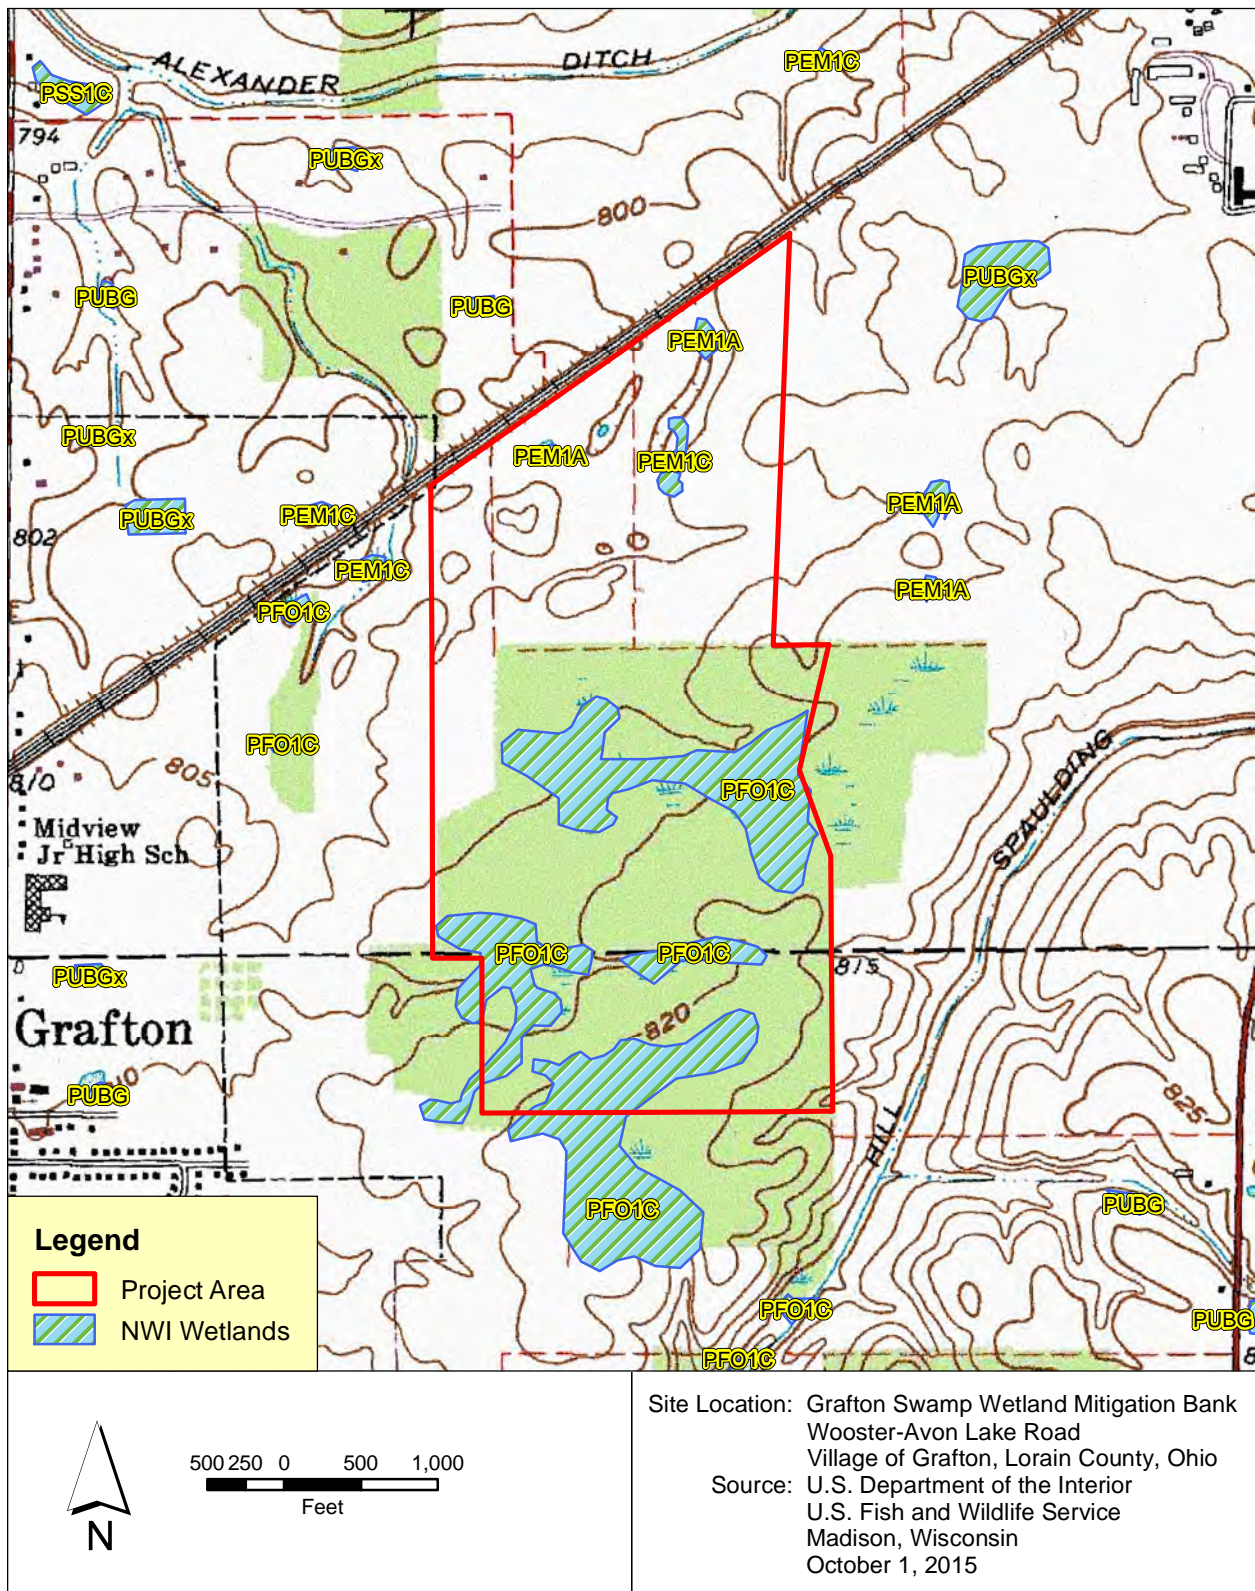 ALEXANDER DITCH
PEM1C
PSS1C
794
PUBGx
800
PUBG
PUBG
PUBGx
PEM1A
PUBGx
PEM1A
PEM1C
PUBGx
PEM1C
PEM1A
802
PEM1C
PEM1A
PFO1C
PFO1C
805
810
PFO1C
SPAULDING
Midview
Jr High Sch
PFO1C
PFO1C
815
PUBGx
Grafton
820
PUBG
10
825
HILL
PFO1C
PUBG
PFO1C
PUBG
PFO1C
8
Legend
Project Area
NWI Wetlands
500 250 0 500 1,000
Feet
N
Site Location: Grafton Swamp Wetland Mitigation Bank
Wooster-Avon Lake Road
Village of Grafton, Lorain County, Ohio
Source: U.S. Department of the Interior
U.S. Fish and Wildlife Service
Madison, Wisconsin
October 1, 2015